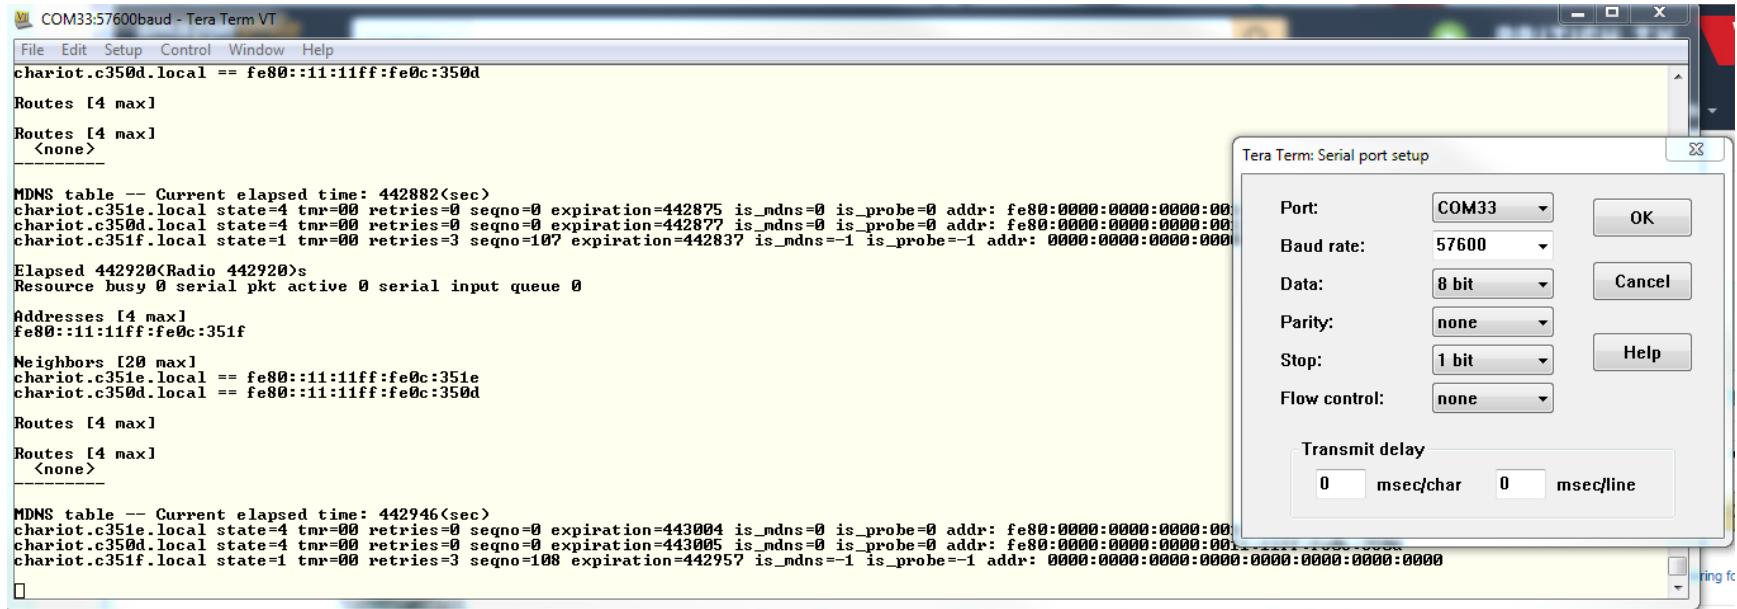 COM33:57600baud - Tera Term VT
File Edit Setup Control Window Help
chariot.c350d.local == fe80::11:11ff:fe0c:350d
Routes [4 max]
Routes [4 max]
<none>
---------
MDNS table -- Current elapsed time: 442882(sec)
chariot.c351e.local state=4 tmr=00 retries=0 seqno=0 expiration=442875 is_mdns=0 is_probe=0 addr: fe80:0000:0000:0000:00
chariot.c350d.local state=4 tmr=00 retries=0 seqno=0 expiration=442877 is_mdns=0 is_probe=0 addr: fe80:0000:0000:0000:00
chariot.c351f.local state=1 tmr=00 retries=3 seqno=107 expiration=442837 is_mdns=-1 is_probe=-1 addr: 0000:0000:0000:000
Elapsed 442920(Radio 442920)s
Resource busy 0 serial pkt active 0 serial input queue 0
Addresses [4 max]
fe80::11:11ff:fe0c:351f
Neighbors [20 max]
chariot.c351e.local == fe80::11:11ff:fe0c:351e
chariot.c350d.local == fe80::11:11ff:fe0c:350d
Routes [4 max]
Routes [4 max]
<none>
---------
MDNS table -- Current elapsed time: 442946(sec)
chariot.c351e.local state=4 tmr=00 retries=0 seqno=0 expiration=443004 is_mdns=0 is_probe=0 addr: fe80:0000:0000:0000:00
chariot.c350d.local state=4 tmr=00 retries=0 seqno=0 expiration=443005 is_mdns=0 is_probe=0 addr: fe80:0000:0000:0000:00
chariot.c351f.local state=1 tmr=00 retries=3 seqno=108 expiration=442957 is_mdns=-1 is_probe=-1 addr: 0000:0000:0000:0000:0000:0000:0000:0000
Tera Term: Serial port setup
Port: COM33 OK
Baud rate: 57600
Data: 8 bit Cancel
Parity: none
Stop: 1 bit Help
Flow control: none
Transmit delay
0 msec/char 0 msec/line
ring fo